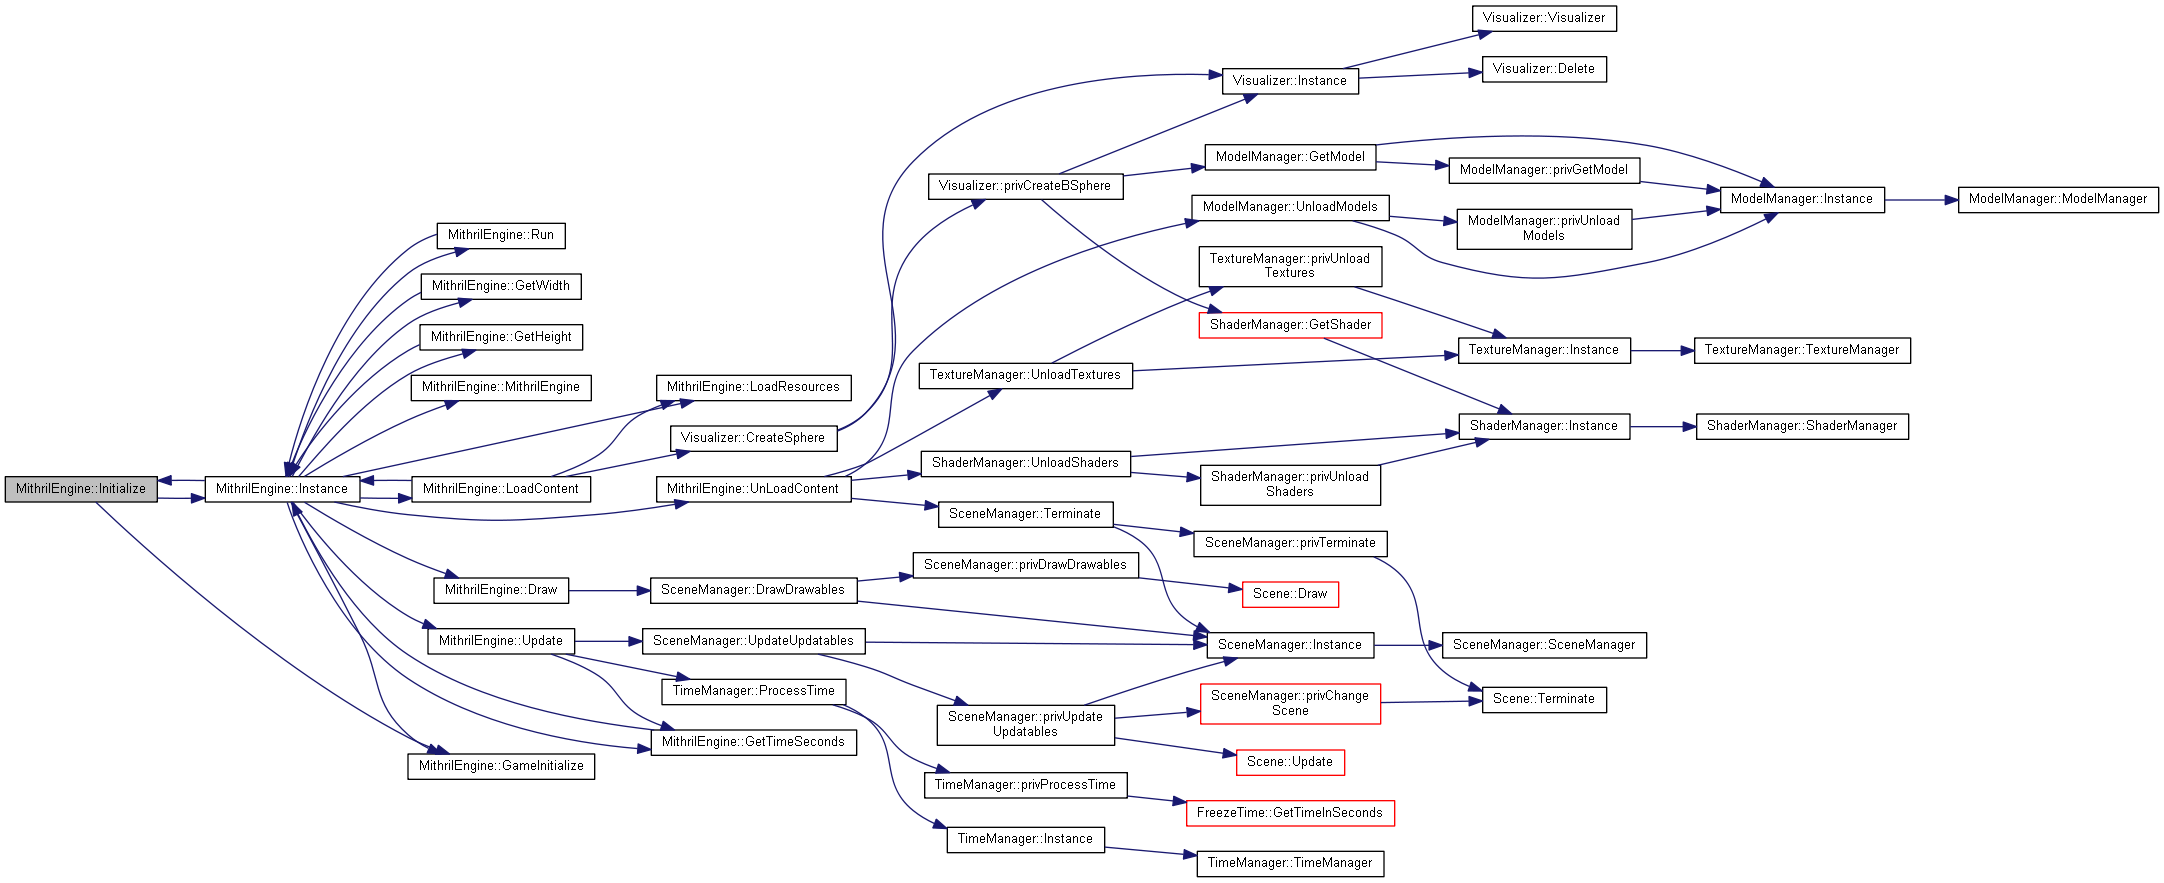 Visualizer::Visualizer
Visualizer::Instance
Visualizer::Delete
ModelManager::GetModel
ModelManager::privGetModel
Visualizer::privCreateBSphere
ModelManager::Instance
ModelManager::ModelManager
ModelManager::UnloadModels
ModelManager::privUnload
Models
MithrilEngine::Run
TextureManager::privUnload
Textures
MithrilEngine::GetWidth
ShaderManager::GetShader
MithrilEngine::GetHeight
TextureManager::Instance
TextureManager::TextureManager
TextureManager::UnloadTextures
MithrilEngine::MithrilEngine
MithrilEngine::LoadResources
Visualizer::CreateSphere
ShaderManager::Instance
ShaderManager::ShaderManager
ShaderManager::UnloadShaders
MithrilEngine::Initialize
MithrilEngine::Instance
MithrilEngine::LoadContent
MithrilEngine::UnLoadContent
ShaderManager::privUnload
Shaders
SceneManager::Terminate
SceneManager::privTerminate
SceneManager::privDrawDrawables
MithrilEngine::Draw
SceneManager::DrawDrawables
Scene::Draw
MithrilEngine::Update
SceneManager::UpdateUpdatables
SceneManager::Instance
SceneManager::SceneManager
TimeManager::ProcessTime
SceneManager::privChange
Scene
Scene::Terminate
SceneManager::privUpdate
Updatables
MithrilEngine::GetTimeSeconds
MithrilEngine::GameInitialize
Scene::Update
TimeManager::privProcessTime
FreezeTime::GetTimeInSeconds
TimeManager::Instance
TimeManager::TimeManager